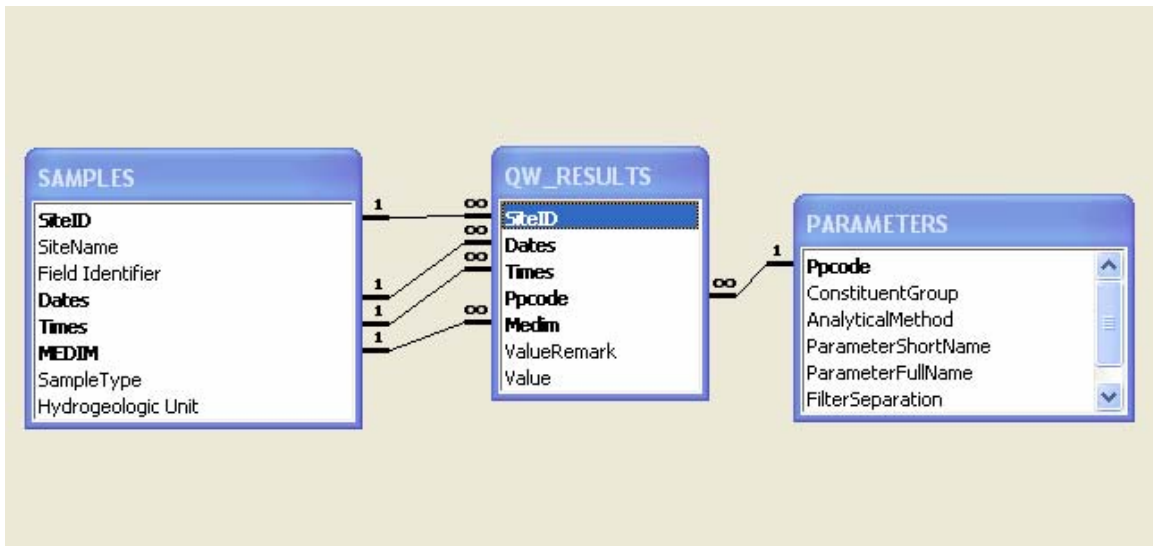 SAMPLES
SiteID
SiteName
Field Identifier
Dates
Times
MEDIM
SampleType
Hydrogeologic Unit
1
1
1
1
∞
∞
∞
∞
QW_RESULTS
SiteID
Dates
Times
Ppcode
Medim
ValueRemark
Value
∞
1
PARAMETERS
Ppcode
ConstituentGroup
AnalyticalMethod
ParameterShortName
ParameterFullName
FilterSeparation